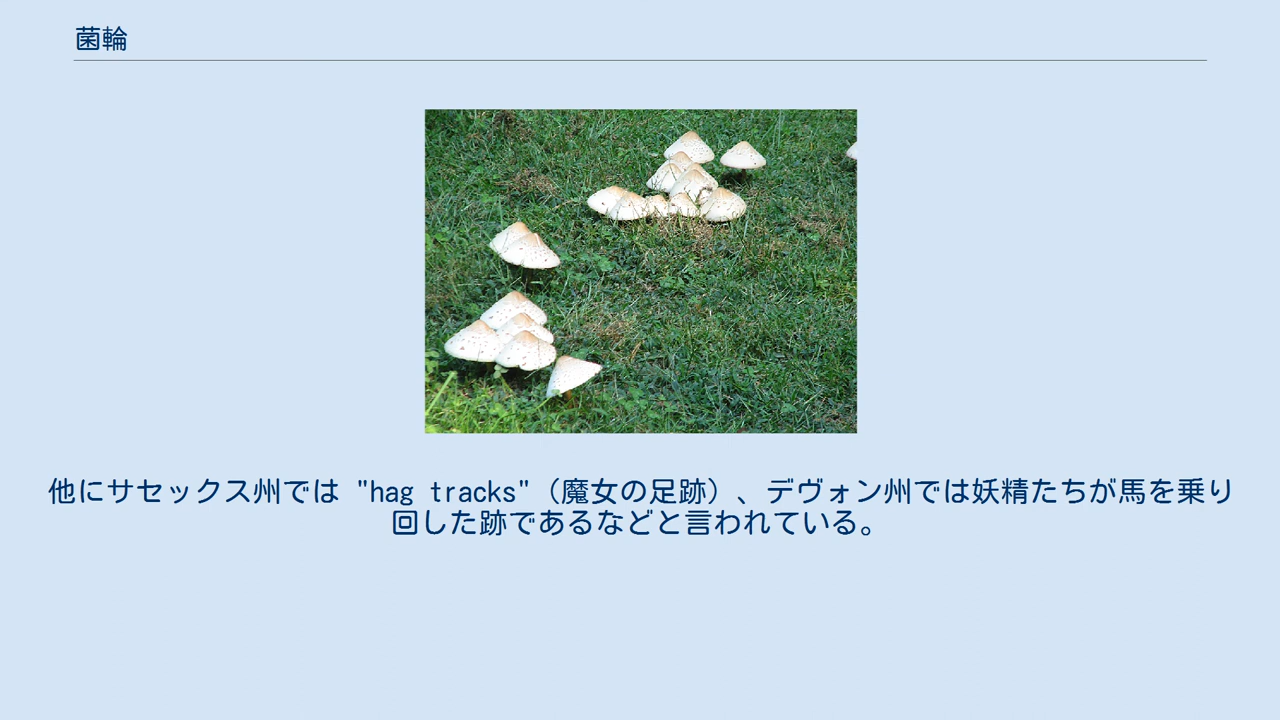 菌輪
他にサセックス州では "hag tracks"（魔女の足跡）、デヴォン州では妖精たちが馬を乗り
回した跡であるなどと言われている。